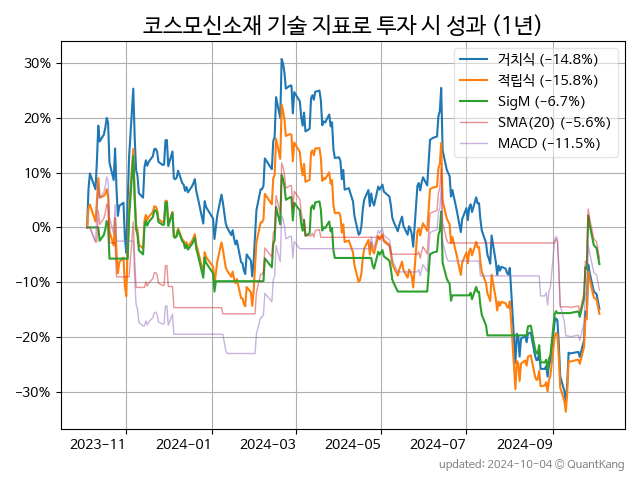 코스모신소재 기술 지표로 투자 시 성과 (1년)
거치식 (−14.8%)
적립식 (−15.8%)
SigM (−6.7%)
SMA(20) (−5.6%)
MACD (−11.5%)
30%
20%
10%
0%
−10%
−20%
−30%
2023−11 2024−01 2024−03 2024−05 2024−07 2024−09
updated: 2024−10−04 © QuantKang